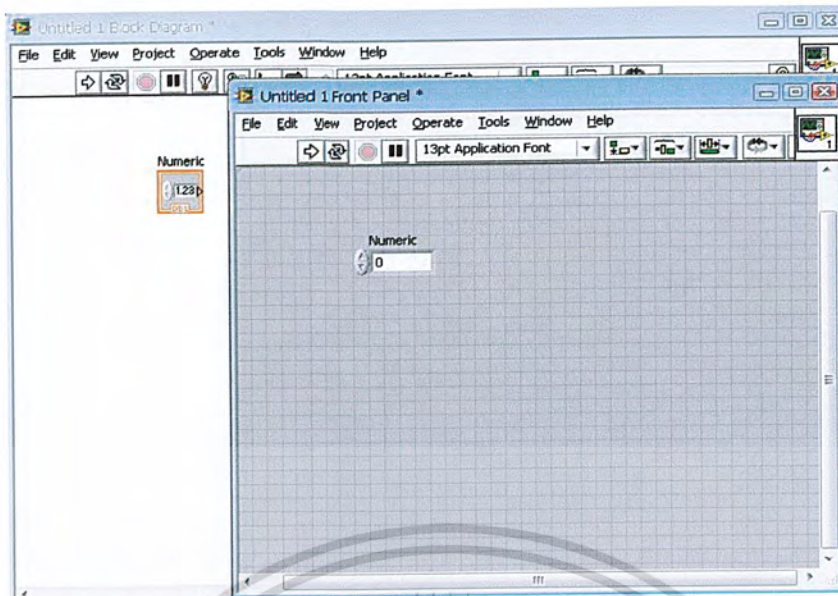 Untitled 1 Block Diagram *
File Edit View Project Operate Tools Window Help
Numeric
1.23
Untitled 1 Front Panel *
File Edit View Project Operate Tools Window Help
13pt Application Font
1
Numeric
0